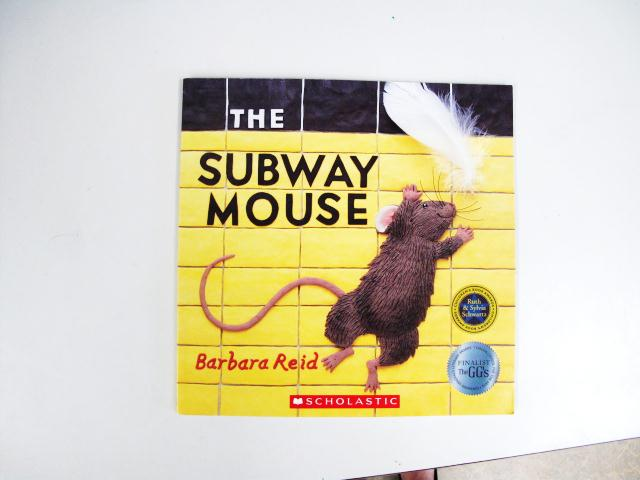 THE
SUBWAY
MOUSE
Barbara Reid
SCHOLASTIC
Ruth
& Sylvia
Schwartz
FINALIST
The GG's